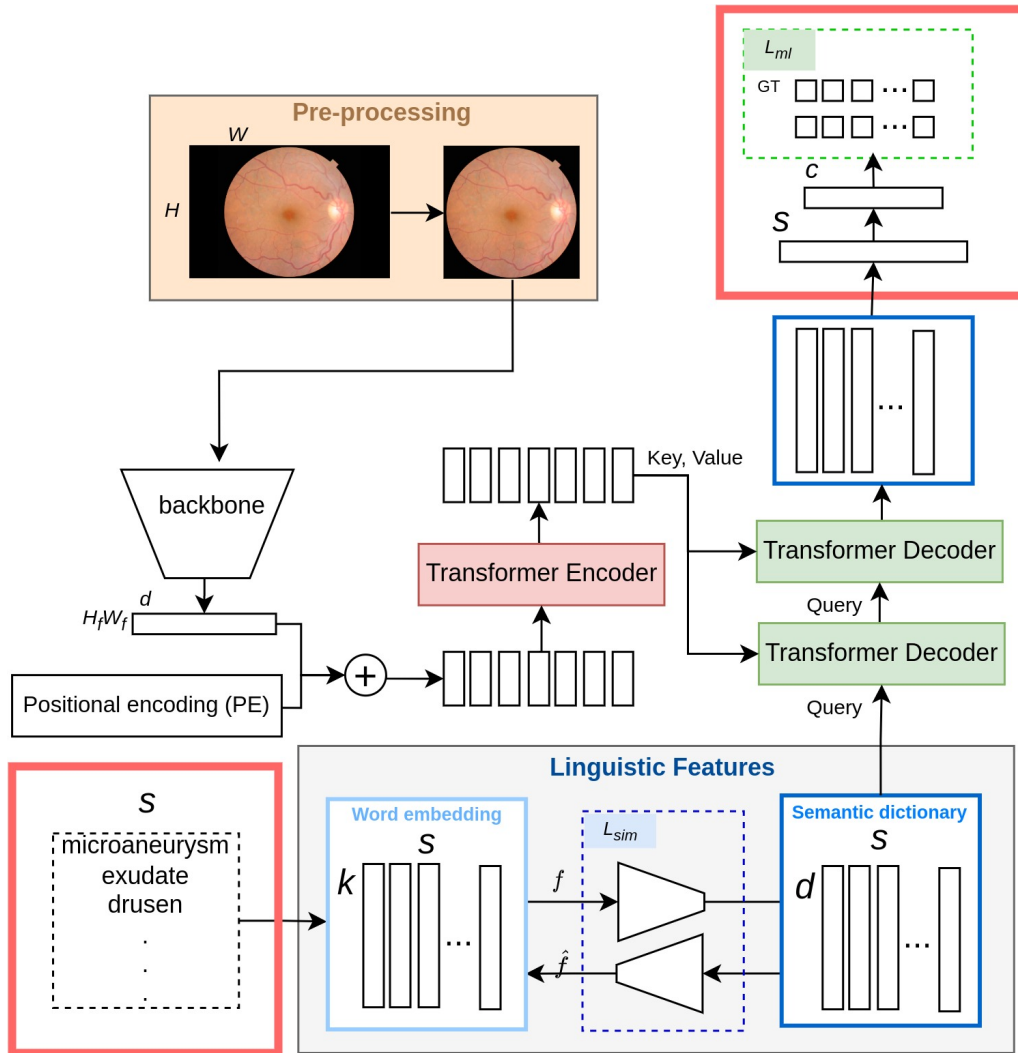 L_ml
GT
...
...
c
S
Pre-processing
W
H
...
backbone
d
H_fW_f
Positional encoding (PE)
+
Transformer Encoder
Key, Value
Transformer Decoder
Query
Transformer Decoder
Query
s
microaneurysm
exudate
drusen
.
.
.
Linguistic Features
Word embedding
s
k
...
f
f̂
L_sim
Semantic dictionary
s
d
...